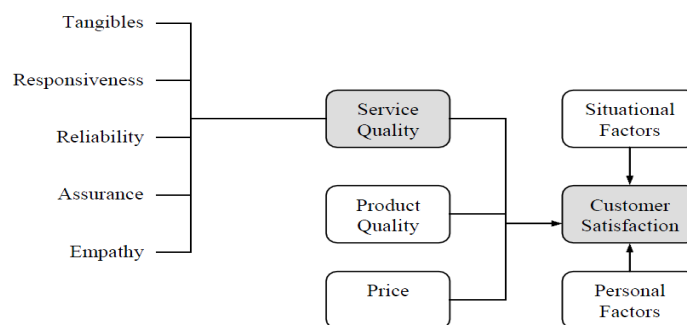 Tangibles
Responsiveness
Reliability
Assurance
Empathy
Service
Quality
Product
Quality
Price
Situational
Factors
Customer
Satisfaction
Personal
Factors